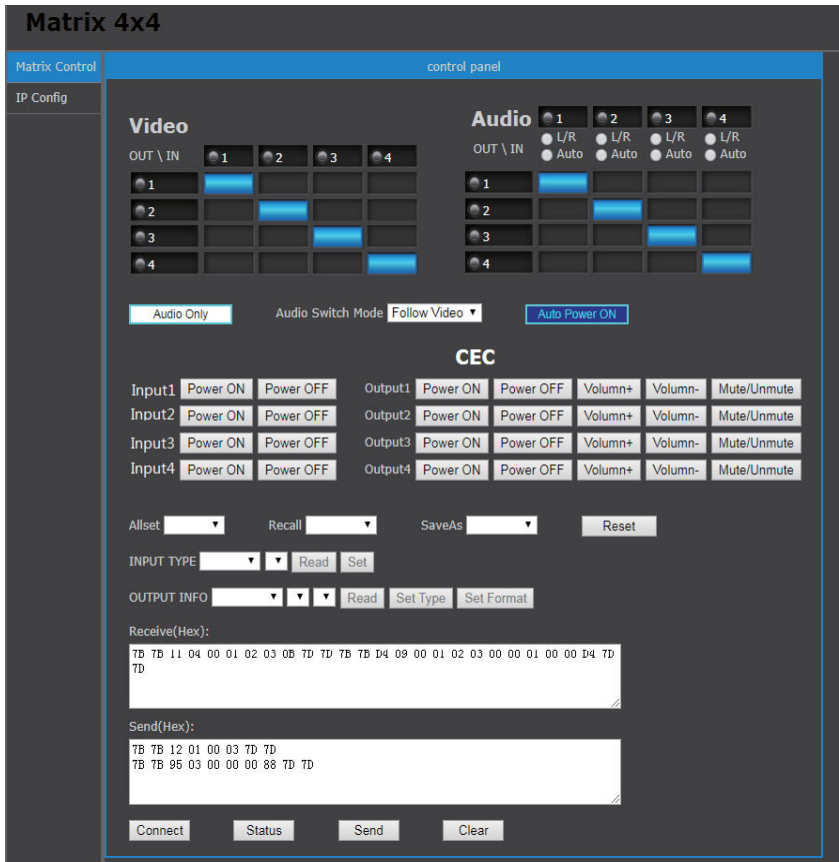 Matrix 4x4
Matrix Control
IP Config
control panel
Video
OUT \ IN 1 2 3 4
1
2
3
4
Audio 1 2 3 4
OUT \ IN L/R L/R L/R L/R
Auto Auto Auto Auto
1
2
3
4
Audio Only Audio Switch Mode Follow Video Auto Power ON
CEC
Input1 Power ON Power OFF Output1 Power ON Power OFF Volumn+ Volumn- Mute/Unmute
Input2 Power ON Power OFF Output2 Power ON Power OFF Volumn+ Volumn- Mute/Unmute
Input3 Power ON Power OFF Output3 Power ON Power OFF Volumn+ Volumn- Mute/Unmute
Input4 Power ON Power OFF Output4 Power ON Power OFF Volumn+ Volumn- Mute/Unmute
Allset Recall SaveAs Reset
INPUT TYPE Read Set
OUTPUT INFO Read Set Type Set Format
Receive(Hex):
7B 7B 11 04 00 01 02 03 0B 7D 7D 7B 7B D4 09 00 01 02 03 00 00 01 00 00 D4 7D
7D
Send(Hex):
7B 7B 12 01 00 03 7D 7D
7B 7B 95 03 00 00 00 88 7D 7D
Connect Status Send Clear